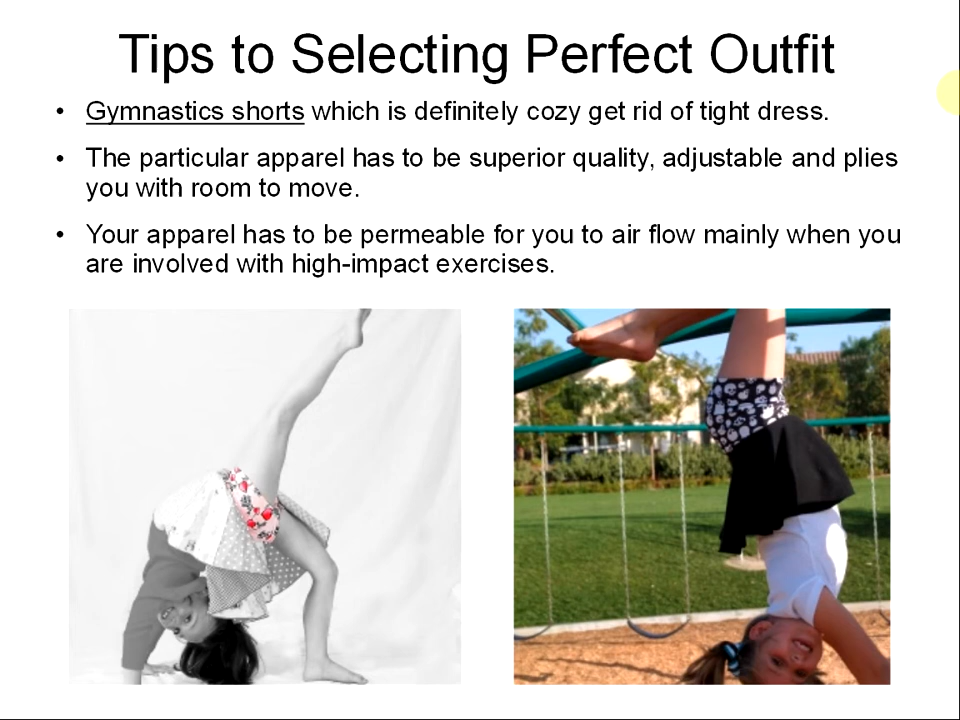 Tips to Selecting Perfect Outfit
• Gymnastics shorts which is definitely cozy get rid of tight dress.
• The particular apparel has to be superior quality, adjustable and plies
you with room to move.
• Your apparel has to be permeable for you to air flow mainly when you
are involved with high-impact exercises.